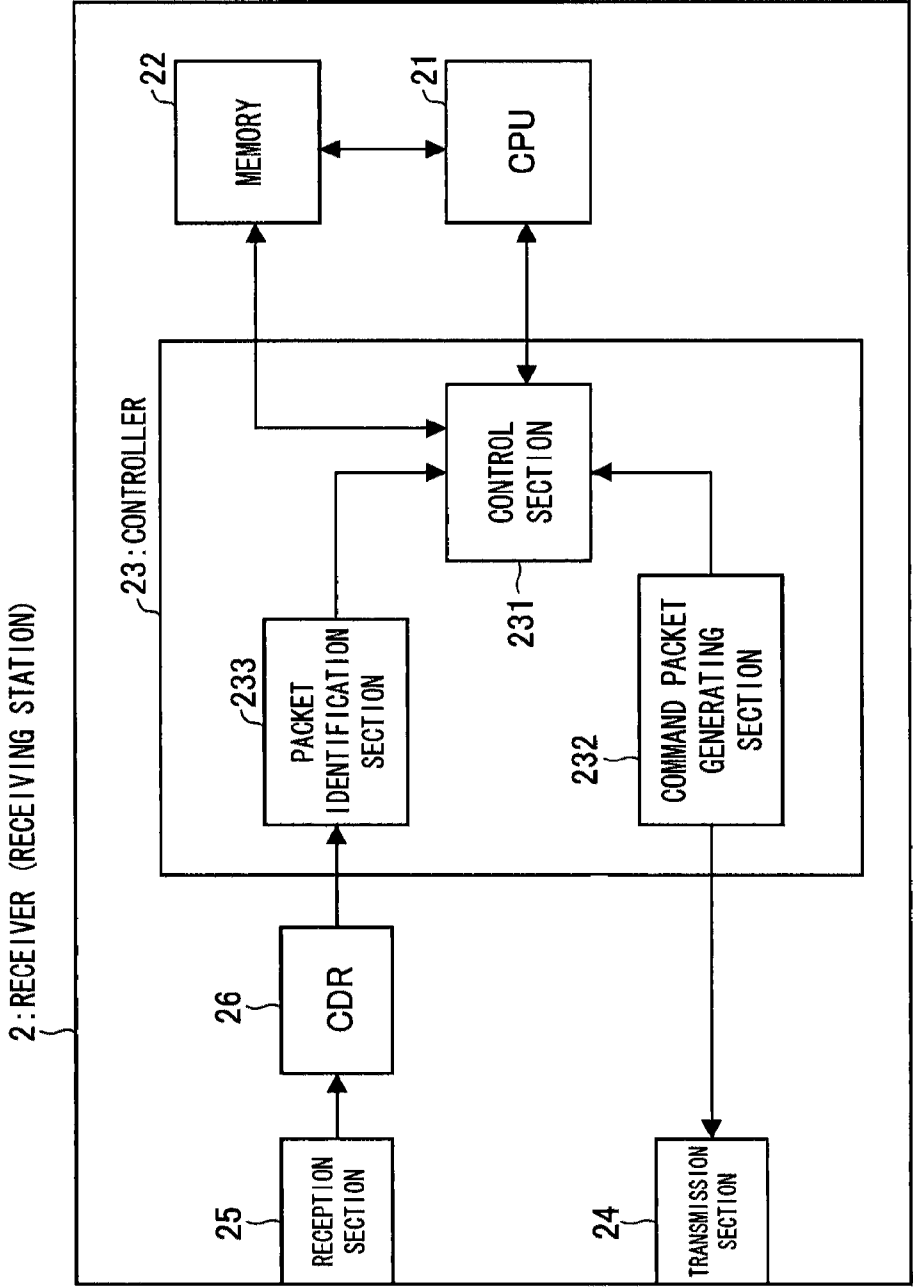 2:RECEIVER (RECEIVING STATION)
23:CONTROLLER
22
MEMORY
21
CPU
CONTROL
SECTION
231
233
PACKET
IDENTIFICATION
SECTION
232
COMMAND PACKET
GENERATING
SECTION
26
CDR
25
RECEPTION
SECTION
24
TRANSMISSION
SECTION